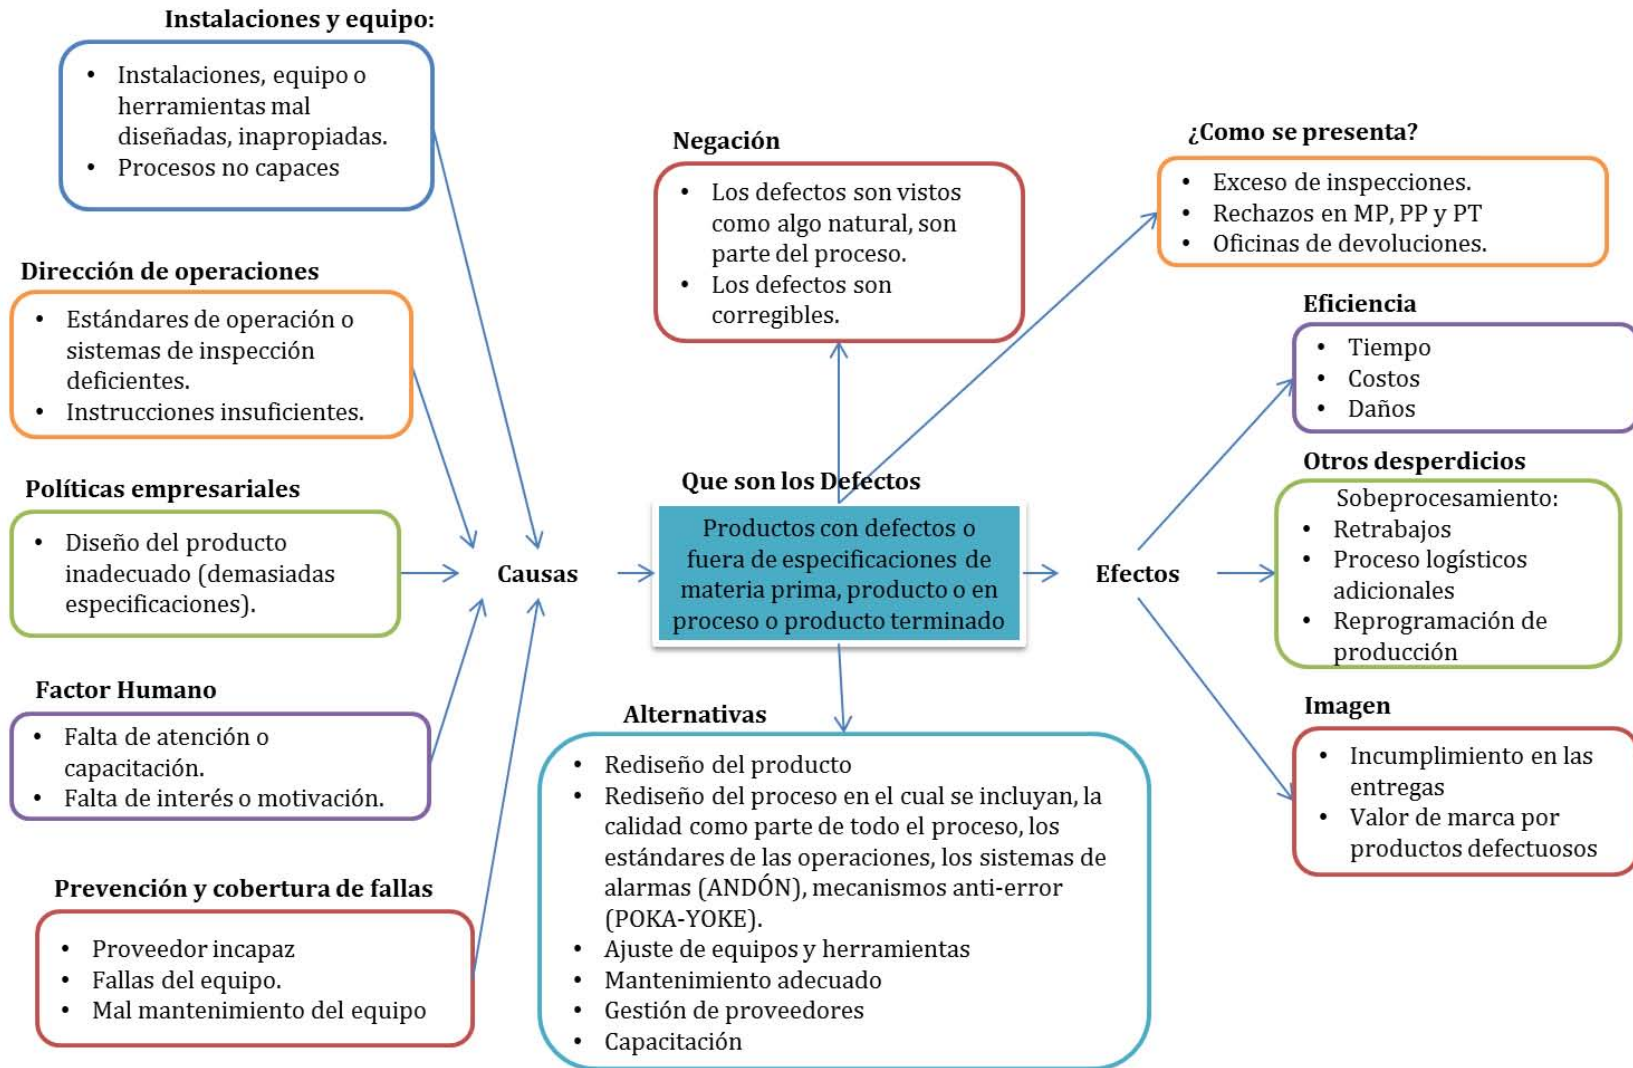 Instalaciones y equipo:
• Instalaciones, equipo o
herramientas mal
diseñadas, inapropiadas.
• Procesos no capaces
Dirección de operaciones
• Estándares de operación o
sistemas de inspección
deficientes.
• Instrucciones insuficientes.
Políticas empresariales
• Diseño del producto
inadecuado (demasiadas
especificaciones).
Factor Humano
• Falta de atención o
capacitación.
• Falta de interés o motivación.
Prevención y cobertura de fallas
• Proveedor incapaz
• Fallas del equipo.
• Mal mantenimiento del equipo
Causas
Negación
• Los defectos son vistos
como algo natural, son
parte del proceso.
• Los defectos son
corregibles.
Que son los Defectos
Productos con defectos o
fuera de especificaciones de
materia prima, producto o en
proceso o producto terminado
Alternativas
• Rediseño del producto
• Rediseño del proceso en el cual se incluyan, la
calidad como parte de todo el proceso, los
estándares de las operaciones, los sistemas de
alarmas (ANDÓN), mecanismos anti-error
(POKA-YOKE).
• Ajuste de equipos y herramientas
• Mantenimiento adecuado
• Gestión de proveedores
• Capacitación
¿Como se presenta?
• Exceso de inspecciones.
• Rechazos en MP, PP y PT
• Oficinas de devoluciones.
Efectos
Eficiencia
• Tiempo
• Costos
• Daños
Otros desperdicios
Sobeprocesamiento:
• Retrabajos
• Proceso logísticos
adicionales
• Reprogramación de
producción
Imagen
• Incumplimiento en las
entregas
• Valor de marca por
productos defectuosos